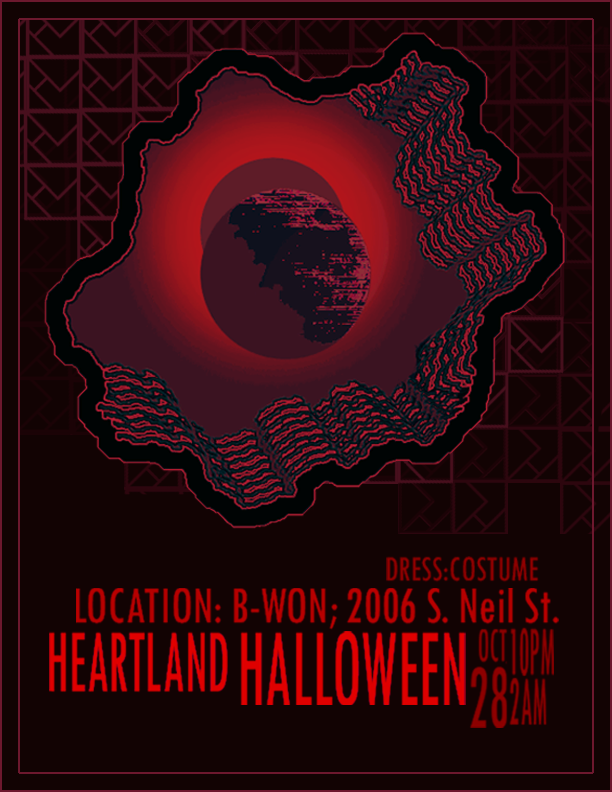 DRESS:COSTUME
LOCATION: B-WON; 2006 S. Neil St.
HEARTLAND HALLOWEEN
OCT 28
10PM
2AM